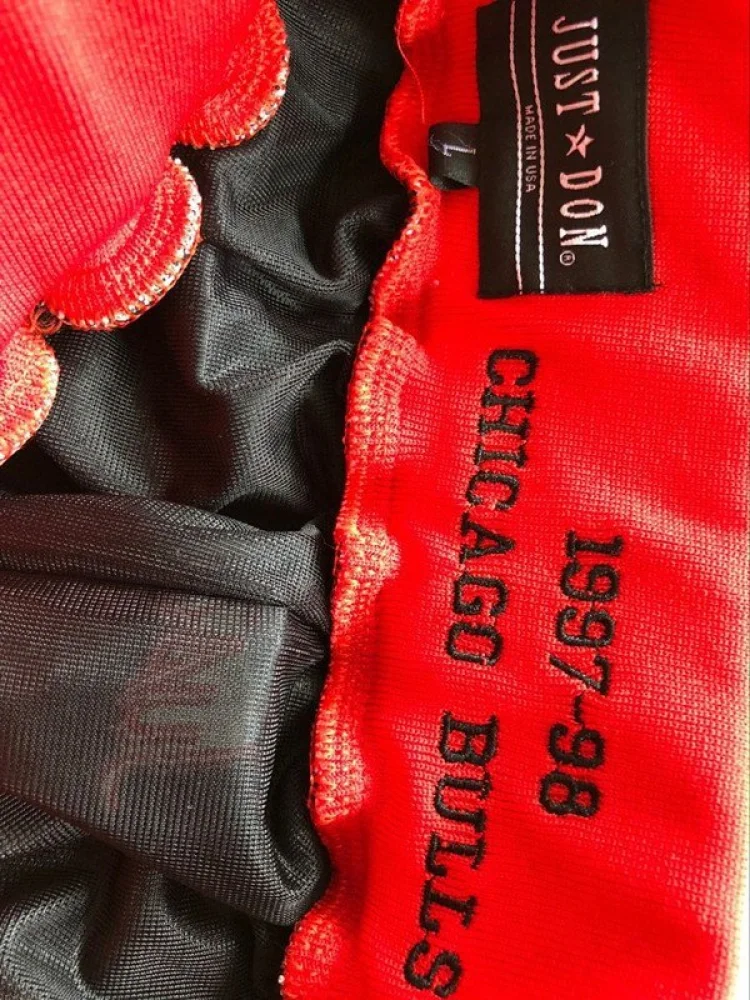 JUST ★ DON®
MADE IN USA
L
1997-98
CHICAGO BULLS